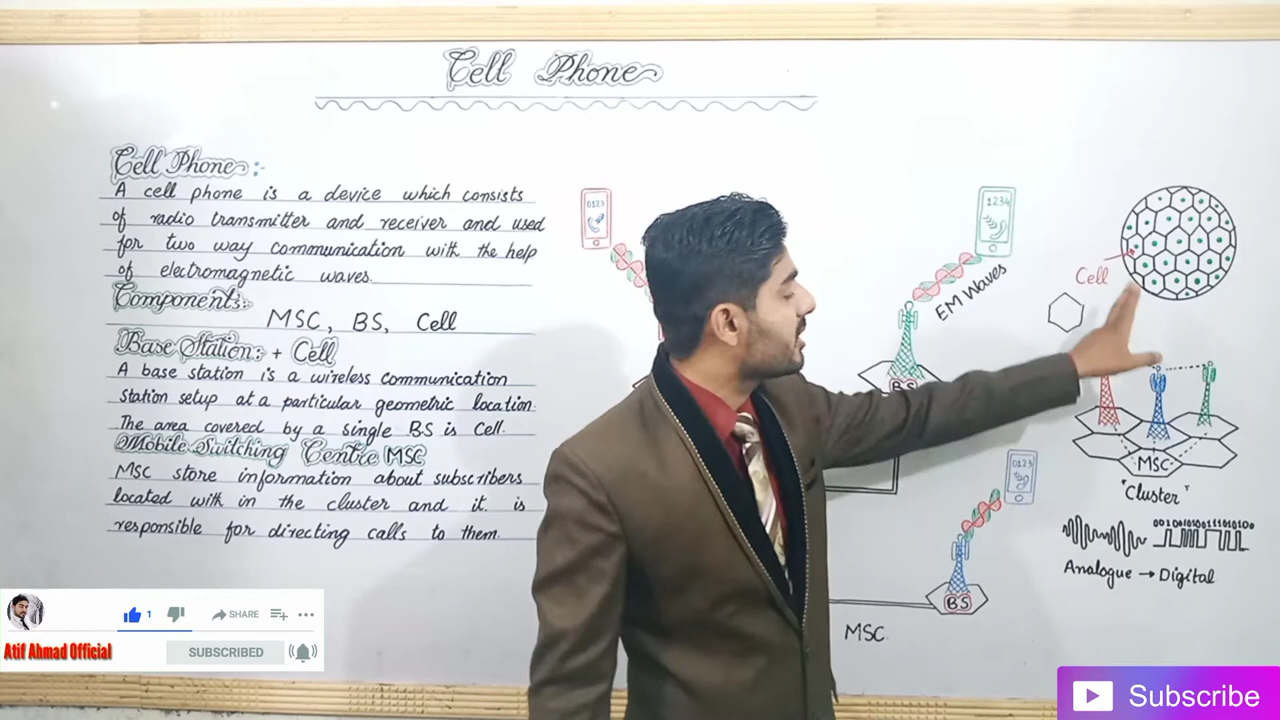 Cell Phone
Cell Phone:-
A cell phone is a device which consists
of radio transmitter and receiver and used
for two way communication with the help
of electromagnetic waves.
Components:
MSC, BS, Cell
Base Station: + Cell
A base station is a wireless communication
station setup at a particular geometric location.
The area covered by a single BS is Cell.
Mobile Switching Centre MSC
MSC store information about subscribers
located with in the cluster and it is
responsible for directing calls to them.
0123
1234
EM Waves
BS
0123
BS
MSC
Cell
MSC
"Cluster"
0010010100111010100
Analogue → Digital
1
SHARE
Atif Ahmad Official
SUBSCRIBED
Subscribe